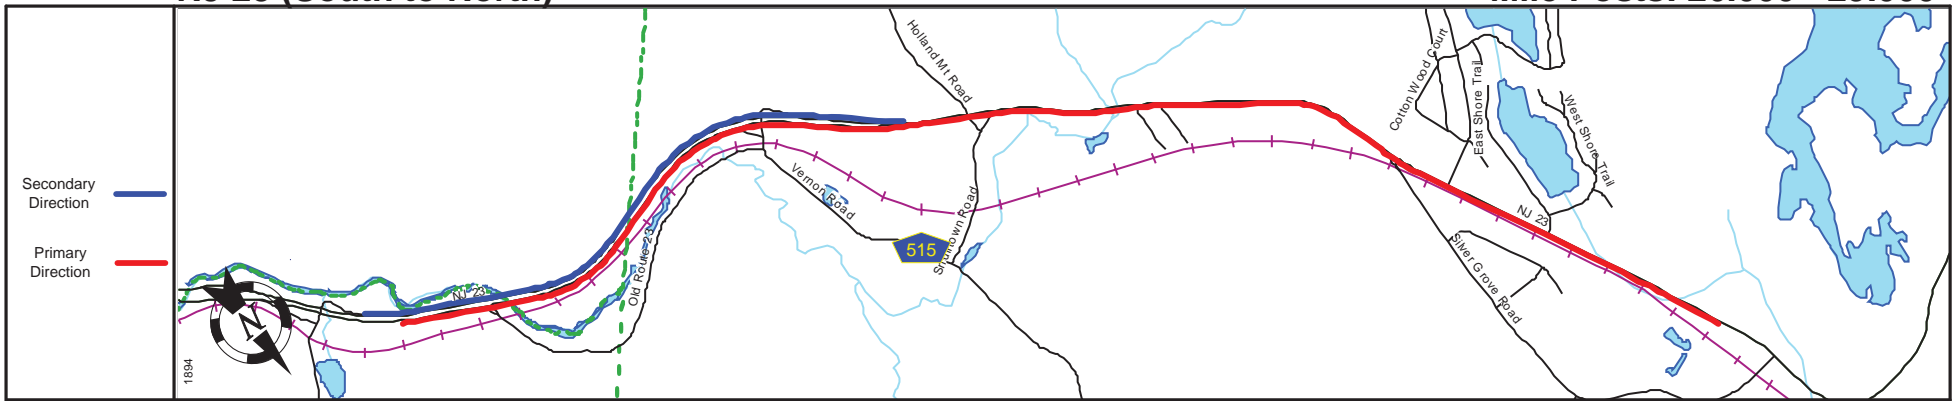 Secondary
Direction
Primary
Direction
Holland Mt Road
Cotton Wood Court
East Shore Trail
West Shore Trail
Vernon Road
515
NJ 23
Old Route 23
NJ 23
Silver Grove Road
N
1894